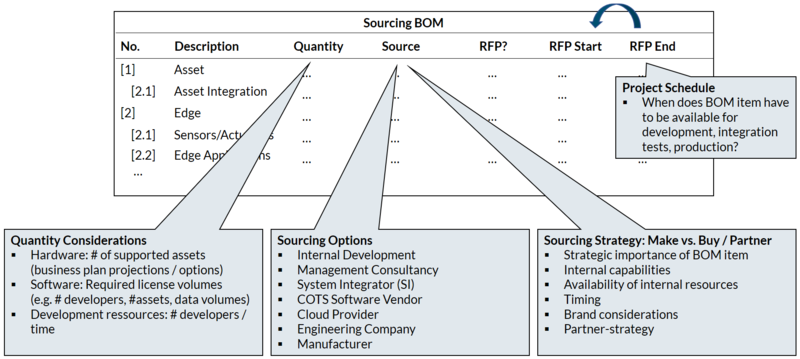 Sourcing BOM
No. Description Quantity Source RFP? RFP Start RFP End
[1] Asset ... ... ... ...
[2.1] Asset Integration ... ... ... ...
[2] Edge ... ... ... ...
[2.1] ... ... ... ...
[2.2] Edge ... ... ... ...
...
Project Schedule
▪ When does BOM item have
to be available for
development, integration
tests, production?
Quantity Considerations
▪ Hardware: # of supported assets
(business plan projections / options)
▪ Software: Required license volumes
(e.g. # developers, #assets, data volumes)
▪ Development ressources: # developers /
time
Sourcing Options
▪ Internal Development
▪ Management Consultancy
▪ System Integrator (SI)
▪ COTS Software Vendor
▪ Cloud Provider
▪ Engineering Company
▪ Manufacturer
Sourcing Strategy: Make vs. Buy / Partner
▪ Strategic importance of BOM item
▪ Internal capabilities
▪ Availability of internal resources
▪ Timing
▪ Brand considerations
▪ Partner-strategy